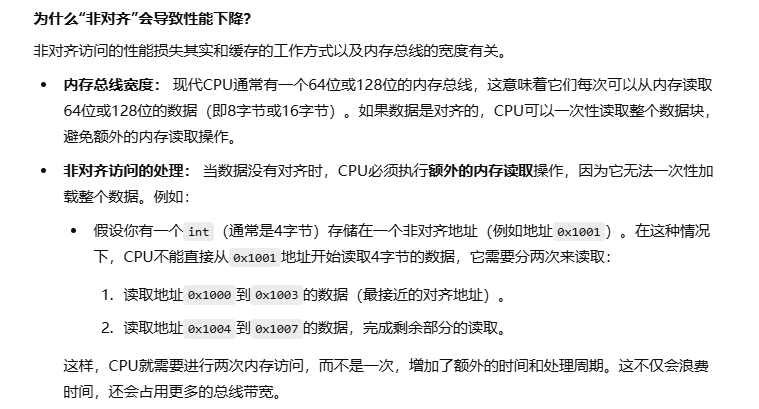 为什么“非对齐”会导致性能下降？
非对齐访问的性能损失其实和缓存的工作方式以及内存总线的宽度有关。
• 内存总线宽度： 现代CPU通常有一个64位或128位的内存总线，这意味着它们每次可以从内存读取
64位或128位的数据（即8字节或16字节）。如果数据是对齐的，CPU可以一次性读取整个数据块，
避免额外的内存读取操作。
• 非对齐访问的处理： 当数据没有对齐时，CPU必须执行额外的内存读取操作，因为它无法一次性加
载整个数据。例如：
• 假设你有一个 int （通常是4字节）存储在一个非对齐地址（例如地址 0x1001 ）。在这种情况
下，CPU不能直接从 0x1001 地址开始读取4字节的数据，它需要分两次来读取：
1. 读取地址 0x1000 到 0x1003 的数据（最接近的对齐地址）。
2. 读取地址 0x1004 到 0x1007 的数据，完成剩余部分的读取。
这样，CPU就需要进行两次内存访问，而不是一次，增加了额外的时间和处理周期。这不仅会浪费
时间，还会占用更多的总线带宽。